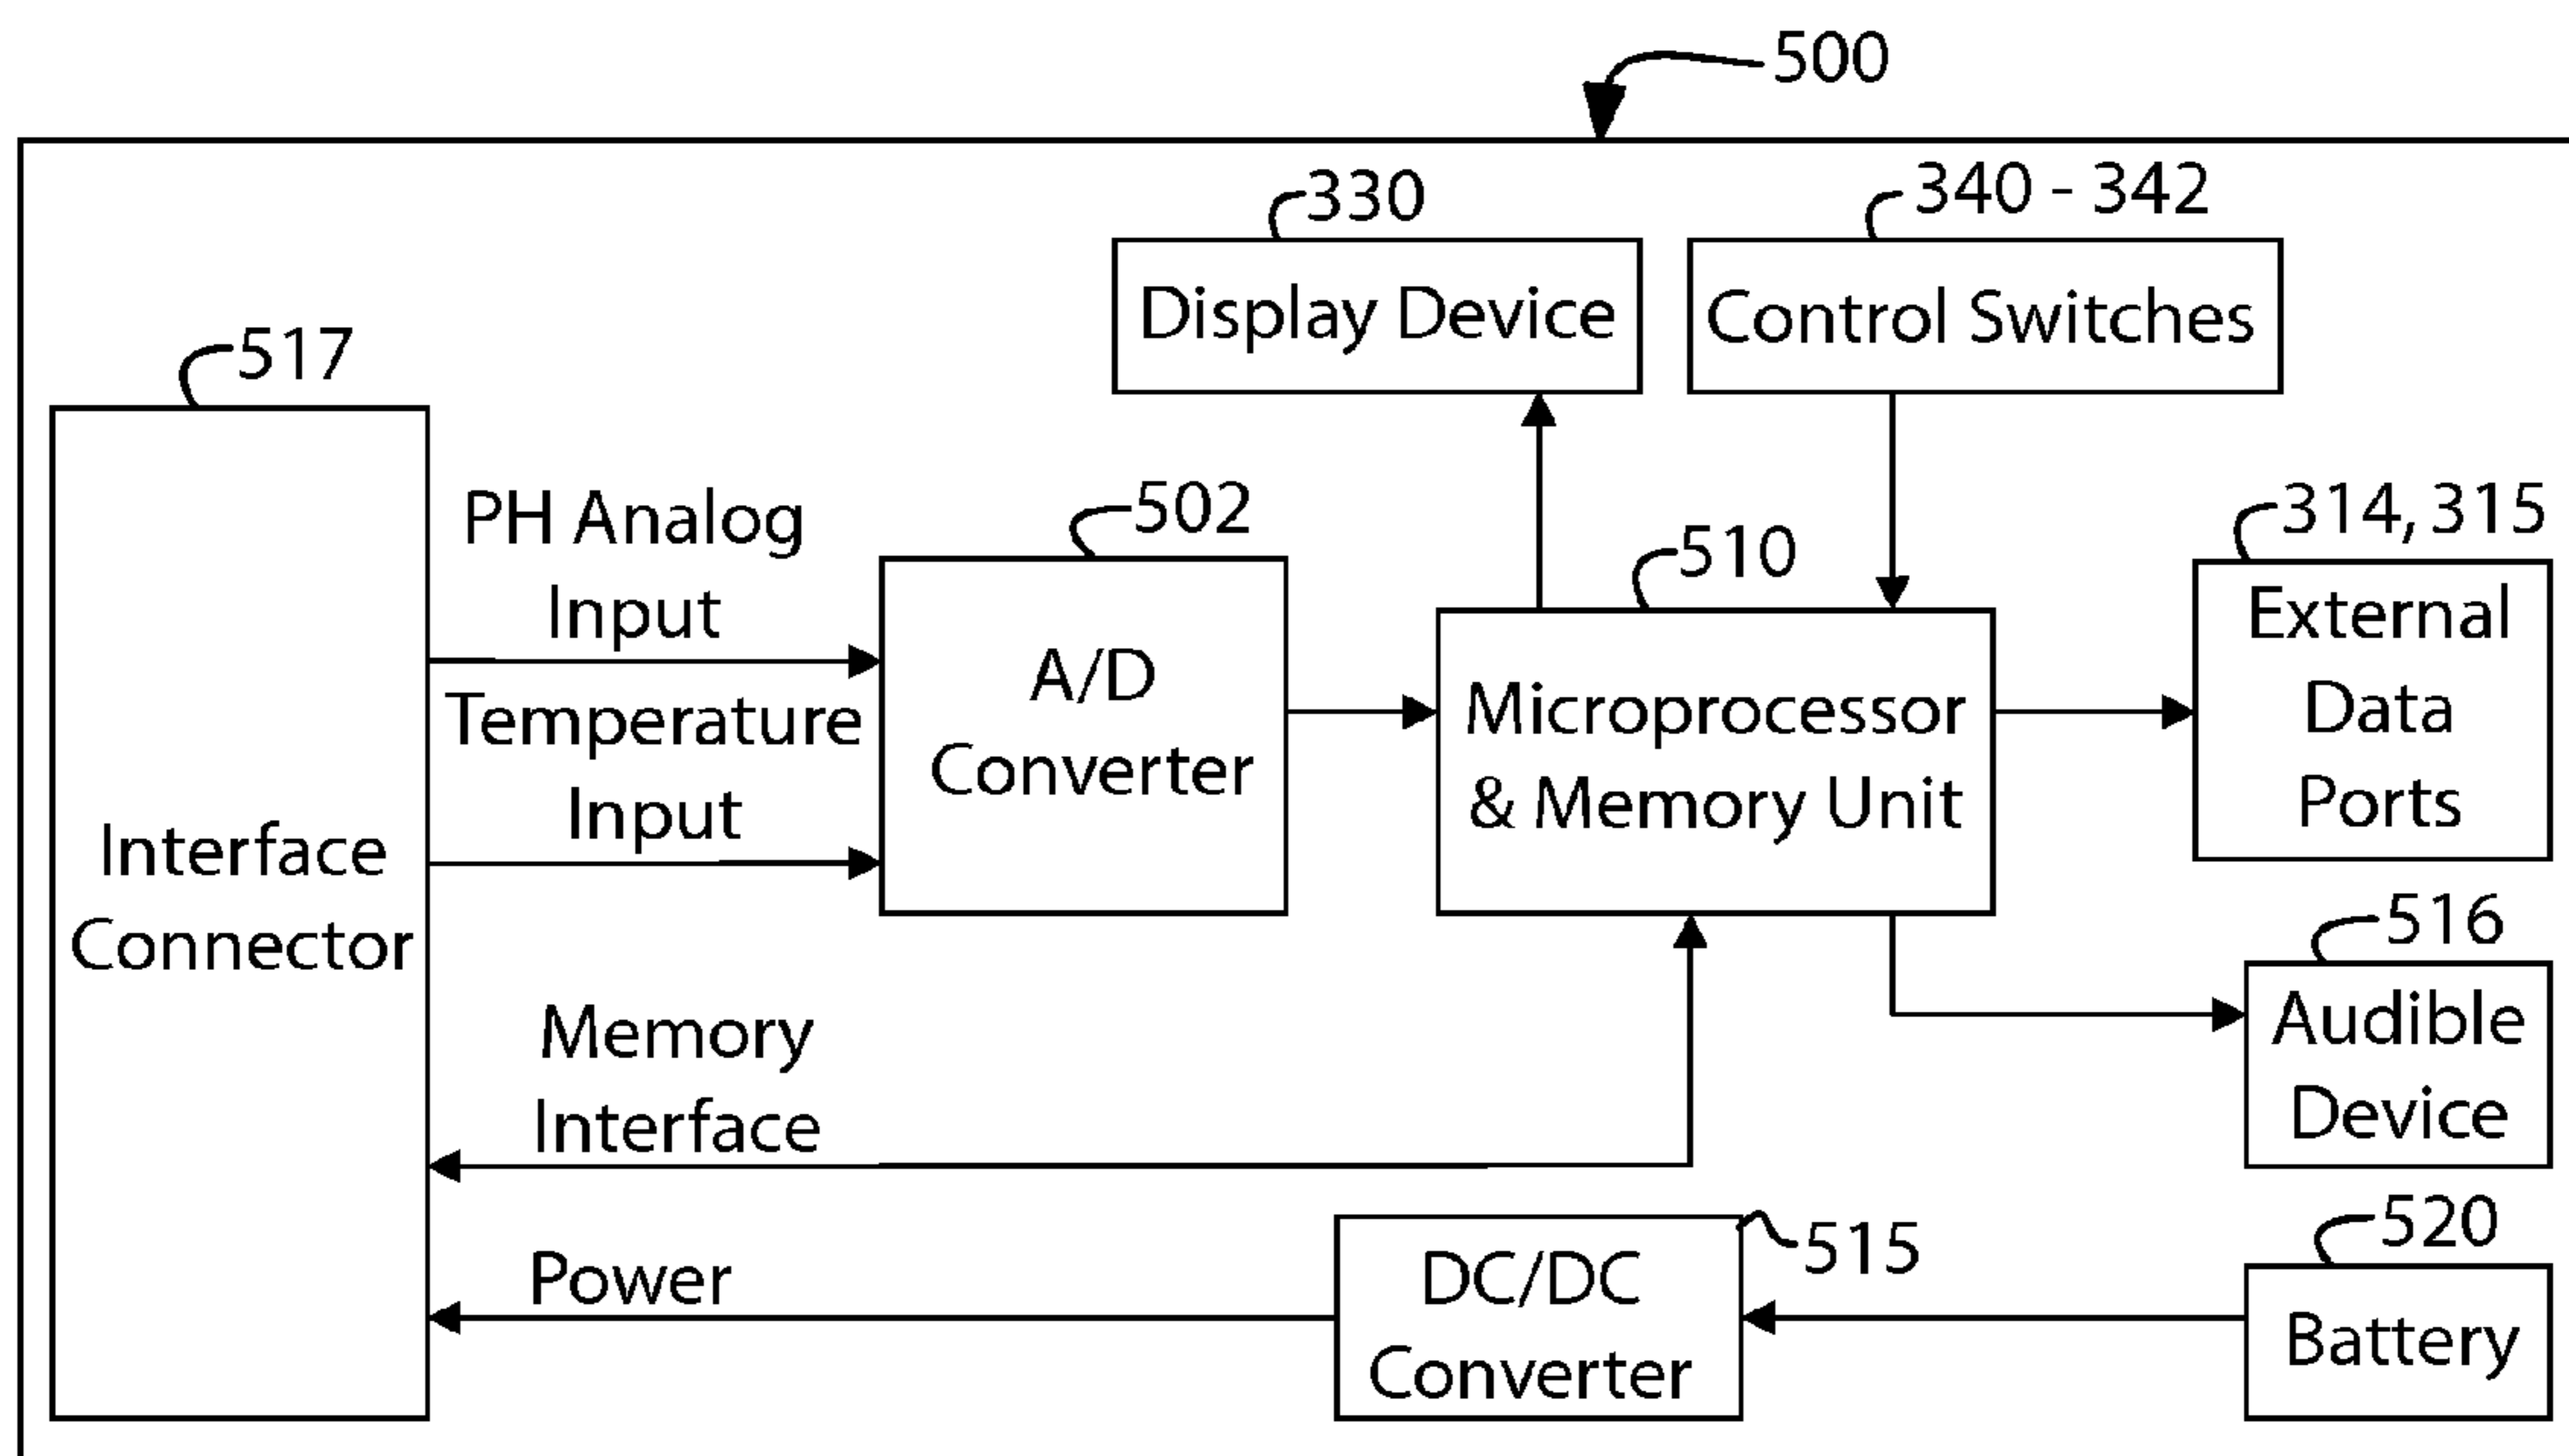 500
330
340 - 342
Display Device
Control Switches
517
PH Analog
Input
Temperature
Input
502
A/D
Converter
510
Microprocessor
& Memory Unit
314, 315
External
Data
Ports
Interface
Connector
516
Audible
Device
Memory
Interface
Power
515
DC/DC
Converter
520
Battery